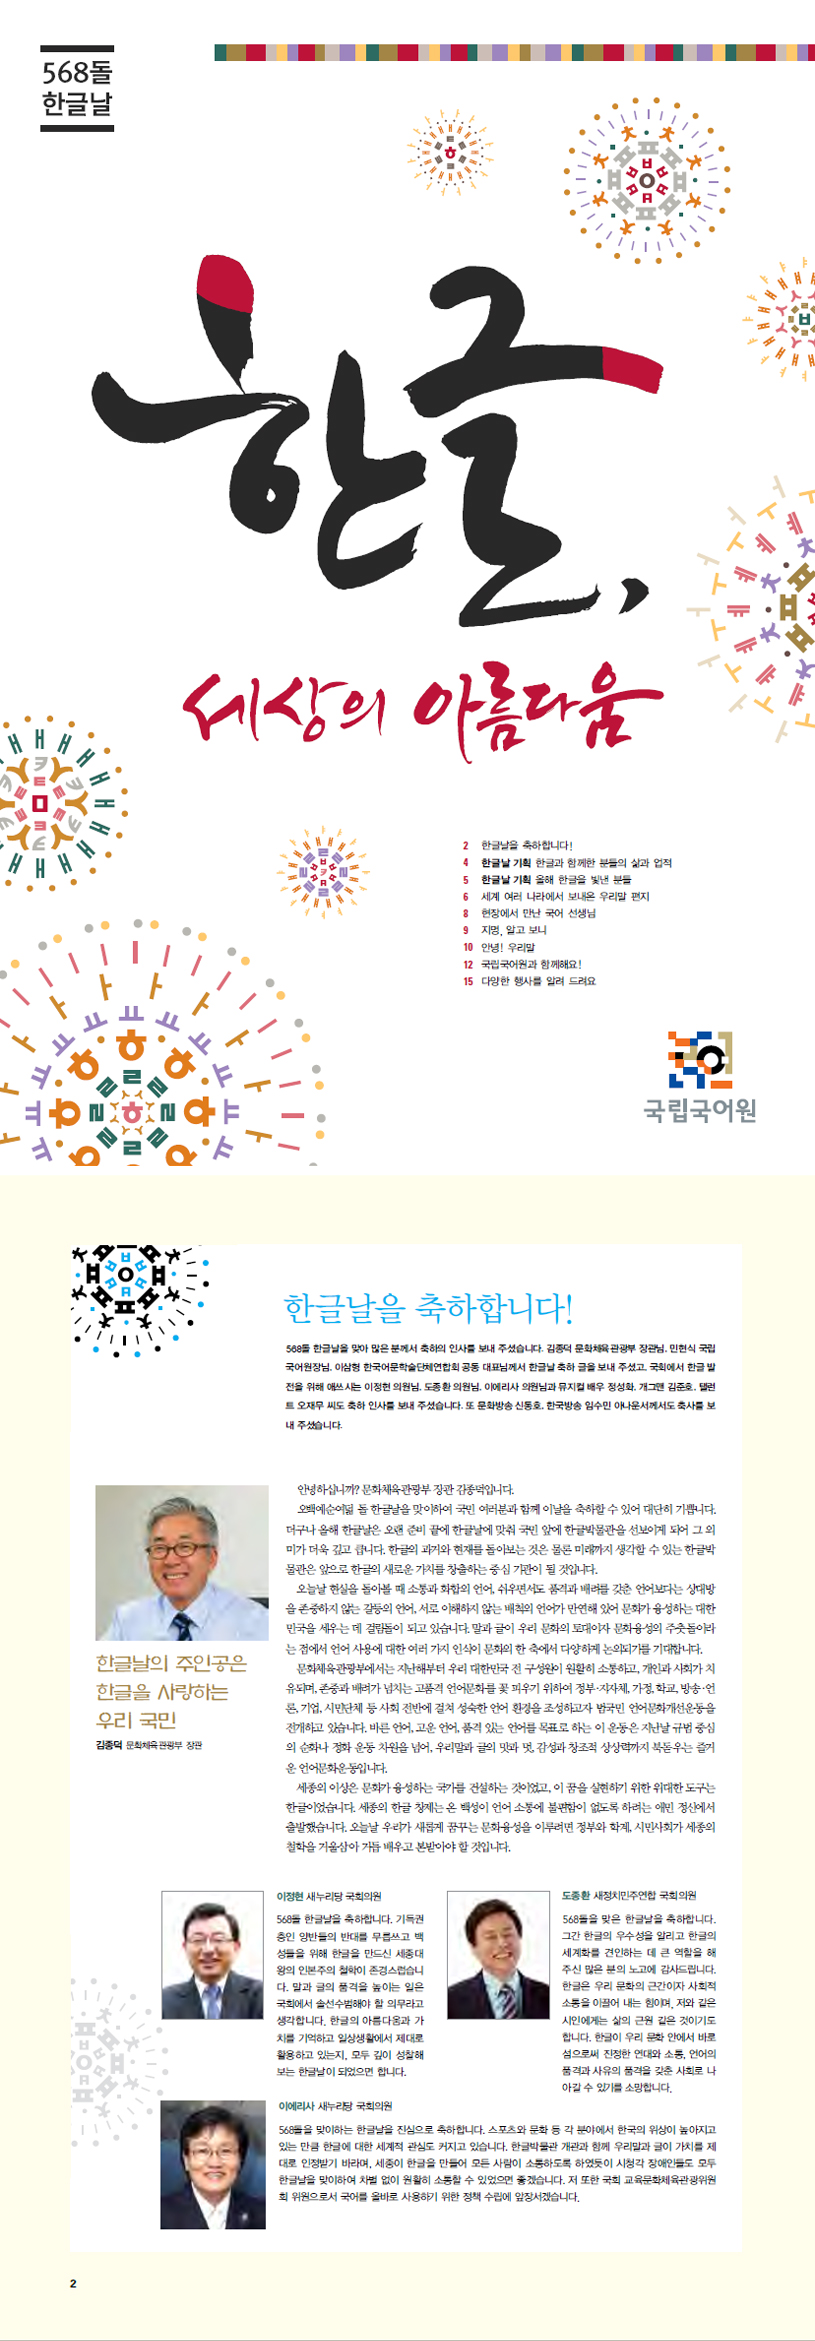 568돌
한글날
한글,
세상의 아름다움
2 한글날을 축하합니다!
4 한글날 기획 한글과 함께한 분들의 삶과 업적
5 한글날 기획 올해 한글을 빛낸 분들
6 세계 여러 나라에서 보내온 우리말 편지
8 현장에서 만난 국어 선생님
9 지명, 알고 보니
10 안녕! 우리말
12 국립국어원과 함께해요!
15 다양한 행사를 알려 드려요
국립국어원
한글날을 축하합니다!
568돌 한글날을 맞아 많은 분께서 축하의 인사를 보내 주셨습니다. 김종덕 문화체육관광부 장관님, 민현식 국립
국어원장님, 이삼형 한국어문학술단체연합회 공동 대표님께서 한글날 축하 글을 보내 주셨고, 국회에서 한글 발
전을 위해 애쓰시는 이정현 의원님, 도종환 의원님, 이에리사 의원님과 뮤지컬 배우 정성화, 개그맨 김준호, 탤런
트 오재무 씨도 축하 인사를 보내 주셨습니다. 또 문화방송 신동호, 한국방송 임수민 아나운서께서도 축사를 보
내 주셨습니다.
안녕하십니까? 문화체육관광부 장관 김종덕입니다.
오백예순여덟 돌 한글날을 맞이하여 국민 여러분과 함께 이날을 축하할 수 있어 대단히 기쁩니다.
더구나 올해 한글날은 오랜 준비 끝에 한글날에 맞춰 국민 앞에 한글박물관을 선보이게 되어 그 의
미가 더욱 깊고 큽니다. 한글의 과거와 현재를 돌아보는 것은 물론 미래까지 생각할 수 있는 한글박
물관은 앞으로 한글의 새로운 가치를 창출하는 중심 기관이 될 것입니다.
오늘날 현실을 돌아볼 때 소통과 화합의 언어, 쉬우면서도 품격과 배려를 갖춘 언어보다는 상대방
을 존중하지 않는 갈등의 언어, 서로 이해하지 않는 배척의 언어가 만연해 있어 문화가 융성하는 대한
민국을 세우는 데 걸림돌이 되고 있습니다. 말과 글이 우리 문화의 토대이자 문화융성의 주춧돌이라
는 점에서 언어 사용에 대한 여러 가지 인식이 문화의 한 축에서 다양하게 논의되기를 기대합니다.
문화체육관광부에서는 지난해부터 우리 대한민국 전 구성원이 원활히 소통하고, 개인과 사회가 치
유되며, 존중과 배려가 넘치는 고품격 언어문화를 꽃 피우기 위하여 정부·지자체, 가정, 학교, 방송·언
론, 기업, 시민단체 등 사회 전반에 걸쳐 성숙한 언어 환경을 조성하고자 범국민 언어문화개선운동을
전개하고 있습니다. 바른 언어, 고운 언어, 품격 있는 언어를 목표로 하는 이 운동은 지난날 규범 중심
의 순화나 정화 운동 차원을 넘어, 우리말과 글의 맛과 멋, 감성과 창조적 상상력까지 북돋우는 즐거
운 언어문화운동입니다.
세종의 이상은 문화가 융성하는 국가를 건설하는 것이었고, 이 꿈을 실현하기 위한 위대한 도구는
한글이었습니다. 세종의 한글 창제는 온 백성이 언어 소통에 불편함이 없도록 하려는 애민 정신에서
출발했습니다. 오늘날 우리가 새롭게 꿈꾸는 문화융성을 이루려면 정부와 학계, 시민사회가 세종의
철학을 거울삼아 거듭 배우고 본받아야 할 것입니다.
한글날의 주인공은
한글을 사랑하는
우리 국민
김종덕 문화체육관광부 장관
이정현 새누리당 국회의원
568돌 한글날을 축하합니다. 기득권
층인 양반들의 반대를 무릅쓰고 백
성들을 위해 한글을 만드신 세종대
왕의 인본주의 철학이 존경스럽습니
다. 말과 글의 품격을 높이는 일은
국회에서 솔선수범해야 할 의무라고
생각합니다. 한글의 아름다움과 가
치를 기억하고 일상생활에서 제대로
활용하고 있는지, 모두 깊이 성찰해
보는 한글날이 되었으면 합니다.
도종환 새정치민주연합 국회의원
568돌을 맞은 한글날을 축하합니다.
그간 한글의 우수성을 알리고 한글의
세계화를 견인하는 데 큰 역할을 해
주신 많은 분의 노고에 감사드립니다.
한글은 우리 문화의 근간이자 사회적
소통을 이끌어 내는 힘이며, 저와 같은
시인에게는 삶의 근원 같은 것이기도
합니다. 한글이 우리 문화 안에서 바로
섬으로써 진정한 연대와 소통, 언어의
품격과 사유의 품격을 갖춘 사회로 나
아갈 수 있기를 소망합니다.
이에리사 새누리당 국회의원
568돌을 맞이하는 한글날을 진심으로 축하합니다. 스포츠와 문화 등 각 분야에서 한국의 위상이 높아지고
있는 만큼 한글에 대한 세계적 관심도 커지고 있습니다. 한글박물관 개관과 함께 우리말과 글이 가치를 제
대로 인정받기 바라며, 세종이 한글을 만들어 모든 사람이 소통하도록 하였듯이 시청각 장애인들도 모두
한글날을 맞이하여 차별 없이 원활히 소통할 수 있었으면 좋겠습니다. 저 또한 국회 교육문화체육관광위원
회 위원으로서 국어를 올바로 사용하기 위한 정책 수립에 앞장서겠습니다.
2